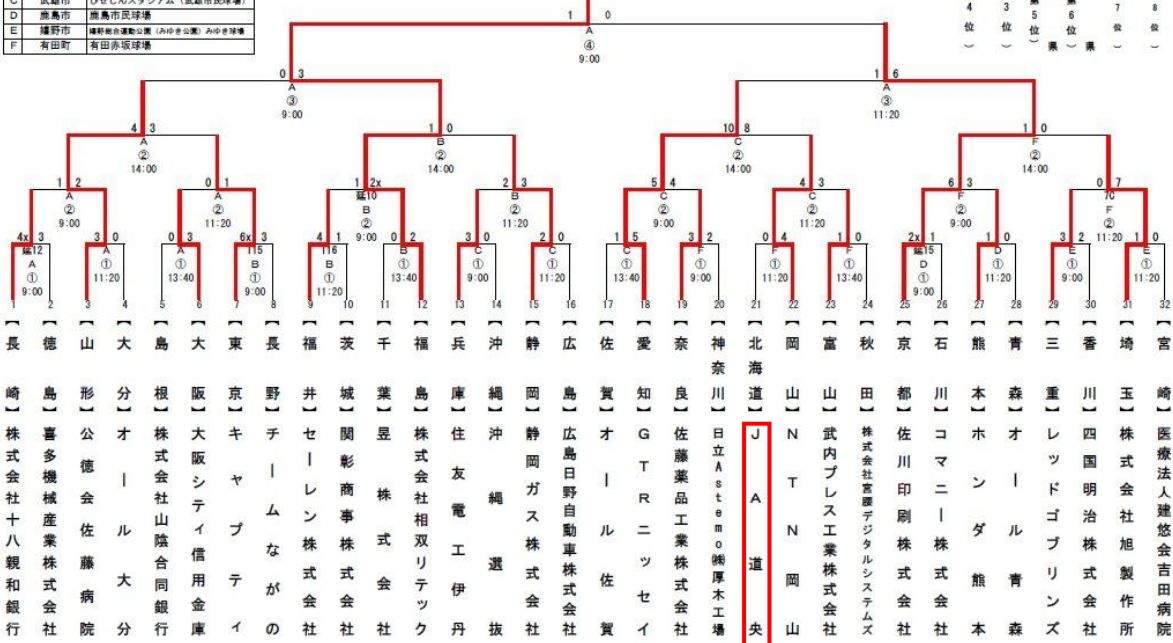 C 武雄市 ひぜしんスタジアム(武雄市民球場)
D 鹿島市 鹿島市民球場
E 嬉野市 嬉野総合運動公園(みゆき公園)みゆき球場
F 有田町 有田赤坂球場
4位)
3位)
第5位)県
第6位)県
7位)
8位)
1 0
A
④
9:00
0 3
A
③
9:00
1 6
A
③
11:20
4 3
A
②
14:00
1 0
B
②
14:00
10 8
C
②
14:00
1 0
F
②
14:00
1 2
A
②
9:00
0 1
A
②
11:20
1 2x
延10
B
②
9:00
2 3
B
②
11:20
5 4
C
②
9:00
4 3
C
②
11:20
6 3
F
②
9:00
0 7
7C
F
②
11:20
4x 3
延12
A
①
9:00
3 0
A
①
11:20
0 3
A
①
13:40
6x 3
T15
B
①
9:00
4 1
T16
B
①
11:20
0 2
B
①
13:40
3 0
C
①
9:00
2 0
C
①
11:20
1 5
C
①
13:40
3 2
F
①
9:00
0 4
F
①
11:20
1 0
F
①
13:40
2x 1
延15
D
①
9:00
1 0
D
①
11:20
3 2
E
①
9:00
1 0
E
①
11:20
1 【長崎】 株式会社十八親和銀行
2 【徳島】 喜多機械産業株式会社
3 【山形】 公徳会佐藤病院
4 【大分】 オール大分
5 【島根】 株式会社山陰合同銀行
6 【大阪】 大阪シティ信用金庫
7 【東京】 キャプティ
8 【長野】 チームながの
9 【福井】 セーレン株式会社
10 【茨城】 関彰商事株式会社
11 【千葉】 昱株式会社
12 【福島】 株式会社相双リテック
13 【兵庫】 住友電工伊丹
14 【沖縄】 沖縄選抜
15 【静岡】 静岡ガス株式会社
16 【広島】 広島日野自動車株式会社
17 【佐賀】 オール佐賀
18 【愛知】 GTRニッセイ
19 【奈良】 佐藤薬品工業株式会社
20 【神奈川】 日立Astemo㈱厚木工場
21 【北海道】 JA道央
22 【岡山】 NTN岡山
23 【富山】 武内プレス工業株式会社
24 【秋田】 株式会社宮腰デジタルシステムズ
25 【京都】 佐川印刷株式会社
26 【石川】 コマニー株式会社
27 【熊本】 ホンダ熊本
28 【青森】 オール青森
29 【三重】 レッドゴブリンズ
30 【香川】 四国明治株式会社
31 【埼玉】 株式会社旭製作所
32 【宮崎】 医療法人建悠会吉田病院